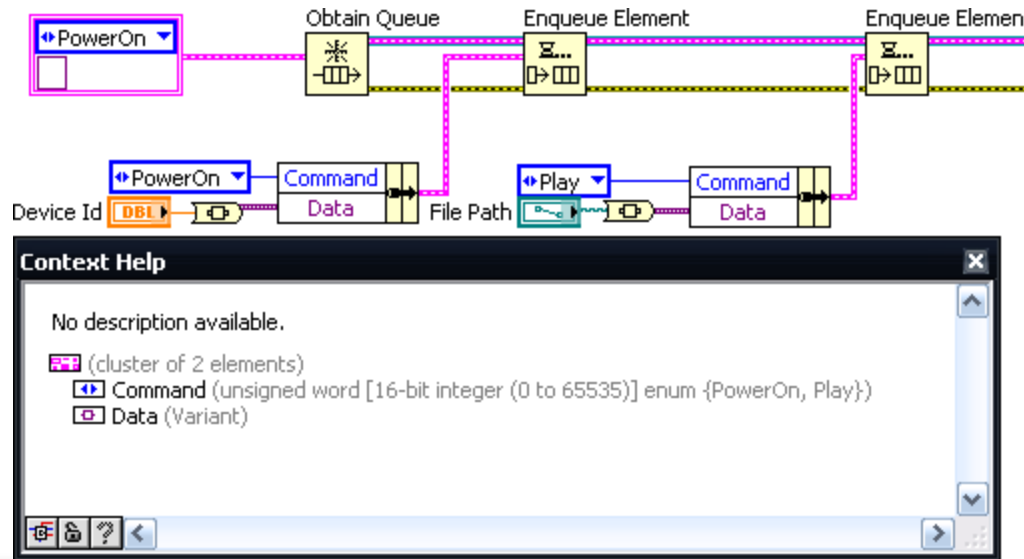 Obtain Queue
Enqueue Element
Enqueue Elemen
PowerOn
PowerOn
Command
Play
Command
Device Id
DBL
Data
File Path
Data
Context Help
No description available.
(cluster of 2 elements)
Command (unsigned word [16-bit integer (0 to 65535)] enum {PowerOn, Play})
Data (Variant)
?